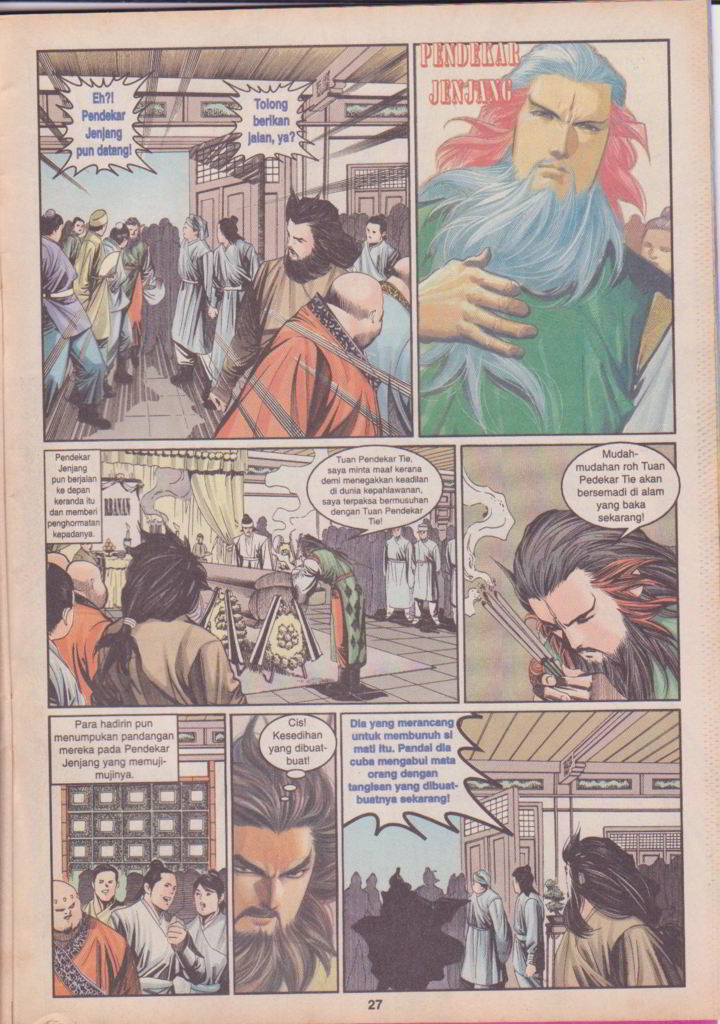 Eh?!
Pendekar
Jenjang
pun datang!
Tolong
berikan
jalan, ya?
PENDEKAR
JENJANG
Pendekar
Jenjang
pun berjalan
ke depan
keranda itu
dan memberi
penghormatan
kepadanya.
RBANAN
Tuan Pendekar Tie,
saya minta maaf kerana
demi menegakkan keadilan
di dunia kepahlawanan,
saya terpaksa bermusuhan
dengan Tuan Pendekar
Tie!
Mudah-
mudahan roh Tuan
Pedekar Tie akan
bersemadi di alam
yang baka
sekarang!
Para hadirin pun
menumpukan pandangan
mereka pada Pendekar
Jenjang yang memuji-
mujinya.
Cis!
Kesedihan
yang dibuat-
buat!
Dia yang merancang
untuk membunuh si
mati itu. Pandai dia
cuba mengabui mata
orang dengan
tangisan yang dibuat-
buatnya sekarang!
27